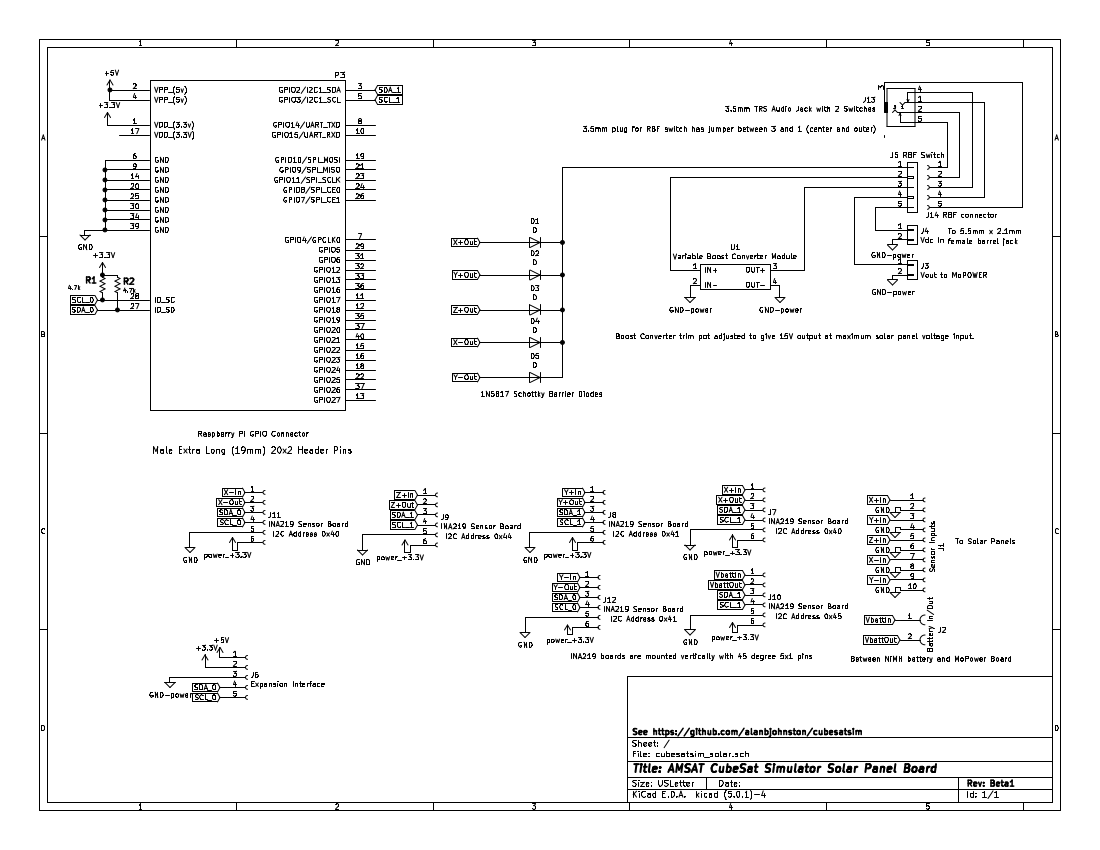 1 2 3 4 5
A
B
C
D
P3
+5V
2 VPP_(5v)
4 VPP_(5v)
+3.3V
1 VDD_(3.3v)
17 VDD_(3.3v)
6 GND
9 GND
14 GND
20 GND
25 GND
30 GND
34 GND
39 GND
GND
+3.3V
R1 R2
4.7k 4.7k
SCL_0 28 ID_SC
SDA_0 27 ID_SD
GPIO2/I2C1_SDA 3 SDA_1
GPIO3/I2C1_SCL 5 SCL_1
GPIO14/UART_TXD 8
GPIO15/UART_RXD 10
GPIO10/SPI_MOSI 19
GPIO9/SPI_MISO 21
GPIO11/SPI_SCLK 23
GPIO8/SPI_CE0 24
GPIO7/SPI_CE1 26
GPIO4/GPCLK0 7
GPIO5 29
GPIO6 31
GPIO12 32
GPIO13 33
GPIO16 36
GPIO17 11
GPIO18 12
GPIO19 35
GPIO20 37
GPIO21 40
GPIO22 15
GPIO23 16
GPIO24 18
GPIO25 22
GPIO26 37
GPIO27 13
Raspberry Pi GPIO Connector
Male Extra Long (19mm) 20x2 Header Pins
D1
D
X+Out
D2
D
Y+Out
D3
D
Z+Out
D4
D
X-Out
D5
D
Y-Out
1N5817 Schottky Barrier Diodes
J13
3.5mm TRS Audio Jack with 2 Switches
3.5mm plug for RBF switch has jumper between 3 and 1 (center and outer)
4
1
2
5
J5 RBF Switch
1 1
2 2
3 3
4 4
5 5
J14 RBF connector
1 J4 To 5.5mm x 2.1mm
2 Vdc In female barrel jack
GND-power
1 J3
2 Vout to MoPOWER
GND-power
U1
Variable Boost Converter Module
1 IN+ OUT+ 3
2 IN- OUT- 4
GND-power GND-power
Boost Converter trim pot adjusted to give 15V output at maximum solar panel voltage input.
X-In 1
X-Out 2
SDA_0 3 J11
SCL_0 4 INA219 Sensor Board
5 I2C Address 0x40
6
GND power_+3.3V
Z+In 1
Z+Out 2
SDA_1 3 J9
SCL_1 4 INA219 Sensor Board
5 I2C Address 0x44
6
GND power_+3.3V
Y+In 1
Y+Out 2
SDA_1 3 J8
SCL_1 4 INA219 Sensor Board
5 I2C Address 0x41
6
GND power_+3.3V
X+In 1
X+Out 2
SDA_1 3 J7
SCL_1 4 INA219 Sensor Board
5 I2C Address 0x40
6
GND power_+3.3V
Y-In 1
Y-Out 2
SDA_0 3 J12
SCL_0 4 INA219 Sensor Board
5 I2C Address 0x41
6
GND power_+3.3V
VbattIn 1
VbattOut 2
SDA_1 3 J10
SCL_1 4 INA219 Sensor Board
5 I2C Address 0x45
6
GND power_+3.3V
INA219 boards are mounted vertically with 45 degree 5x1 pins
X+In 1
GND 2
Y+In 3
GND 4
Z+In 5
GND 6
X-In 7
GND 8
Y-In 9
GND 10
Sensor Inputs
J1
To Solar Panels
VbattIn 1
VbattOut 2
Battery In/Out
J2
Between NiMH battery and MoPower Board
+5V
+3.3V 1
2
3 J6
4 Expansion Interface
5
GND-power
SDA_0
SCL_0
See https://github.com/alanbjohnston/cubesatsim
Sheet: /
File: cubesatsim_solar.sch
Title: AMSAT CubeSat Simulator Solar Panel Board
Size: USLetter Date: Rev: Beta1
KiCad E.D.A. kicad (5.0.1)-4 Id: 1/1
1 2 3 4 5